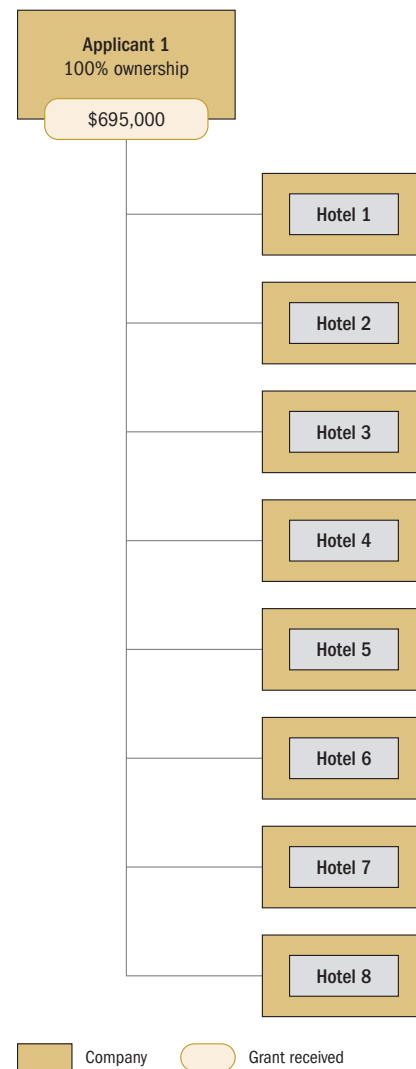 Applicant 1
100% ownership
$695,000
Hotel 1
Hotel 2
Hotel 3
Hotel 4
Hotel 5
Hotel 6
Hotel 7
Hotel 8
Company
Grant received